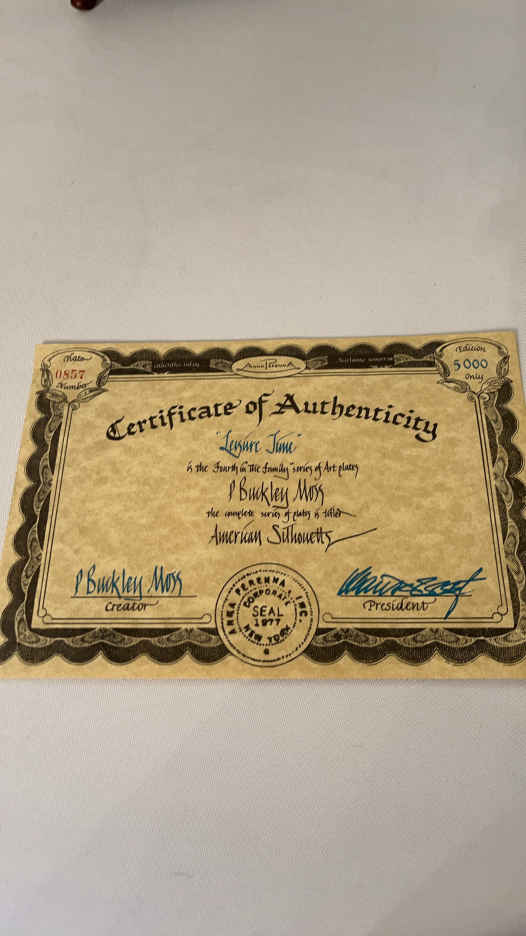 Plate
0857
Number
Anna Perenna
Edition
5000
Only
Certificate of Authenticity
"Leisure Time"
is the Fourth in "The Family" series of Art plates
P Buckley Moss
The complete series of plates is titled
American Silhouettes
P Buckley Moss
Creator
ANNA PERENNA, INC.
CORPORATE
SEAL
1977
NEW YORK
President